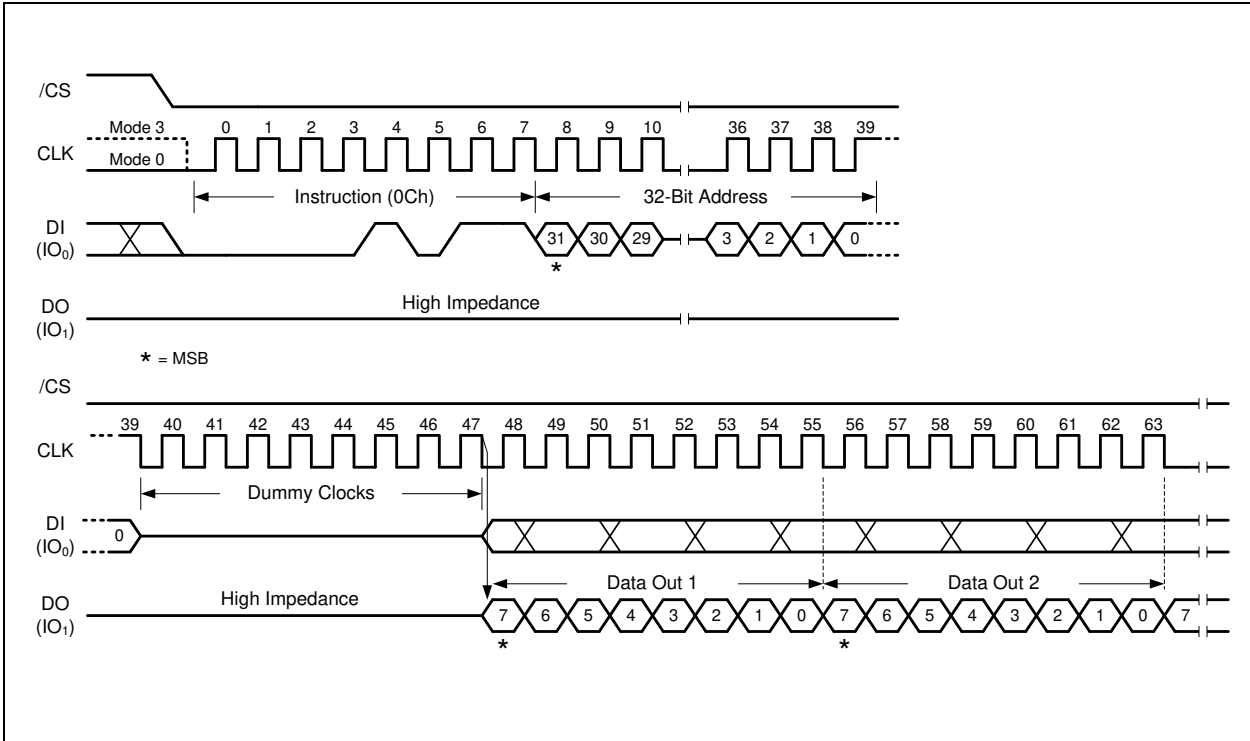 /CS
Mode 3 0 1 2 3 4 5 6 7 8 9 10 36 37 38 39
CLK
Mode 0
Instruction (0Ch) 32-Bit Address
DI
(IO₀)
31 30 29 3 2 1 0
*
High Impedance
DO
(IO₁)
* = MSB
/CS
39 40 41 42 43 44 45 46 47 48 49 50 51 52 53 54 55 56 57 58 59 60 61 62 63
CLK
Dummy Clocks
DI
(IO₀)
0
Data Out 1 Data Out 2
High Impedance
DO
(IO₁)
7 6 5 4 3 2 1 0 7 6 5 4 3 2 1 0 7
* *